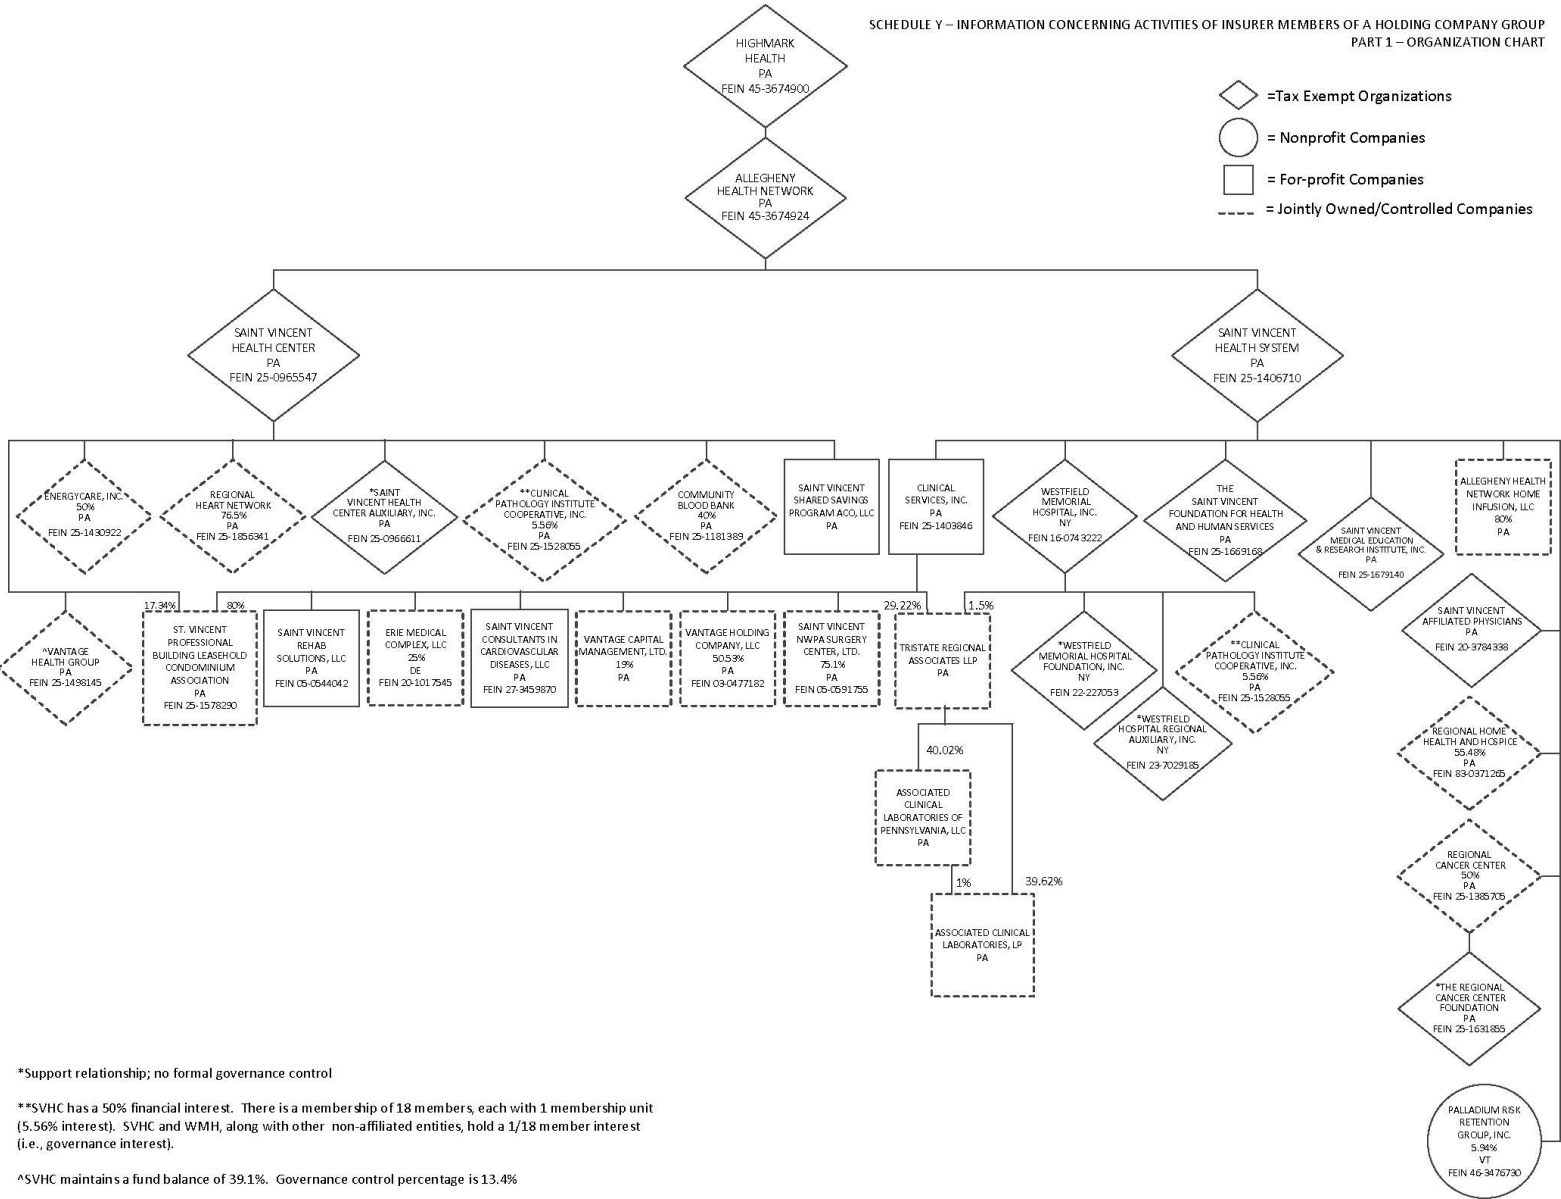 SCHEDULE Y – INFORMATION CONCERNING ACTIVITIES OF INSURER MEMBERS OF A HOLDING COMPANY GROUP
PART 1 – ORGANIZATION CHART
=Tax Exempt Organizations
= Nonprofit Companies
= For-profit Companies
= Jointly Owned/Controlled Companies
HIGHMARK
HEALTH
PA
FEIN 45-3674900
ALLEGHENY
HEALTH NETWORK
PA
FEIN 45-3674924
SAINT VINCENT
HEALTH CENTER
PA
FEIN 25-0965547
SAINT VINCENT
HEALTH SYSTEM
PA
FEIN 25-1406710
ENERGYCARE, INC.
50%
PA
FEIN 25-1430922
REGIONAL
HEART NETWORK
76.5%
PA
FEIN 25-1856341
*SAINT
VINCENT HEALTH
CENTER AUXILIARY, INC.
PA
FEIN 25-0966611
**CLINICAL
PATHOLOGY INSTITUTE
COOPERATIVE, INC.
5.56%
PA
FEIN 25-1528055
COMMUNITY
BLOOD BANK
40%
PA
FEIN 25-1181389
SAINT VINCENT
SHARED SAVINGS
PROGRAM ACO, LLC
PA
CLINICAL
SERVICES, INC.
PA
FEIN 25-1403846
WESTFIELD
MEMORIAL
HOSPITAL, INC.
NY
FEIN 16-0743222
THE
SAINT VINCENT
FOUNDATION FOR HEALTH
AND HUMAN SERVICES
PA
FEIN 25-1669168
SAINT VINCENT
MEDICAL EDUCATION
& RESEARCH INSTITUTE, INC.
PA
FEIN 25-1679140
ALLEGHENY HEALTH
NETWORK HOME
INFUSION, LLC
80%
PA
^VANTAGE
HEALTH GROUP
PA
FEIN 25-1498145
17.34%
80%
ST. VINCENT
PROFESSIONAL
BUILDING LEASEHOLD
CONDOMINIUM
ASSOCIATION
PA
FEIN 25-1578290
SAINT VINCENT
REHAB
SOLUTIONS, LLC
PA
FEIN 05-0544042
ERIE MEDICAL
COMPLEX, LLC
25%
DE
FEIN 20-1017545
SAINT VINCENT
CONSULTANTS IN
CARDIOVASCULAR
DISEASES, LLC
PA
FEIN 27-3459870
VANTAGE CAPITAL
MANAGEMENT, LTD.
19%
PA
VANTAGE HOLDING
COMPANY, LLC
50.53%
PA
FEIN 03-0477182
SAINT VINCENT
NWPA SURGERY
CENTER, LTD.
75.1%
PA
FEIN 05-0591755
29.22%
1.5%
TRISTATE REGIONAL
ASSOCIATES LLP
PA
*WESTFIELD
MEMORIAL HOSPITAL
FOUNDATION, INC.
NY
FEIN 22-227053
*WESTFIELD
HOSPITAL REGIONAL
AUXILIARY, INC.
NY
FEIN 23-7029185
**CLINICAL
PATHOLOGY INSTITUTE
COOPERATIVE, INC.
5.56%
PA
FEIN 25-1528055
SAINT VINCENT
AFFILIATED PHYSICIANS
PA
FEIN 20-3784338
REGIONAL HOME
HEALTH AND HOSPICE
55.48%
PA
FEIN 83-0371265
40.02%
ASSOCIATED
CLINICAL
LABORATORIES OF
PENNSYLVANIA, LLC
PA
1%
39.62%
ASSOCIATED CLINICAL
LABORATORIES, LP
PA
REGIONAL
CANCER CENTER
50%
PA
FEIN 25-1385705
*THE REGIONAL
CANCER CENTER
FOUNDATION
PA
FEIN 25-1631855
PALLADIUM RISK
RETENTION
GROUP, INC.
5.94%
VT
FEIN 46-3476730
*Support relationship; no formal governance control
**SVHC has a 50% financial interest. There is a membership of 18 members, each with 1 membership unit
(5.56% interest). SVHC and WMH, along with other non-affiliated entities, hold a 1/18 member interest
(i.e., governance interest).
^SVHC maintains a fund balance of 39.1%. Governance control percentage is 13.4%